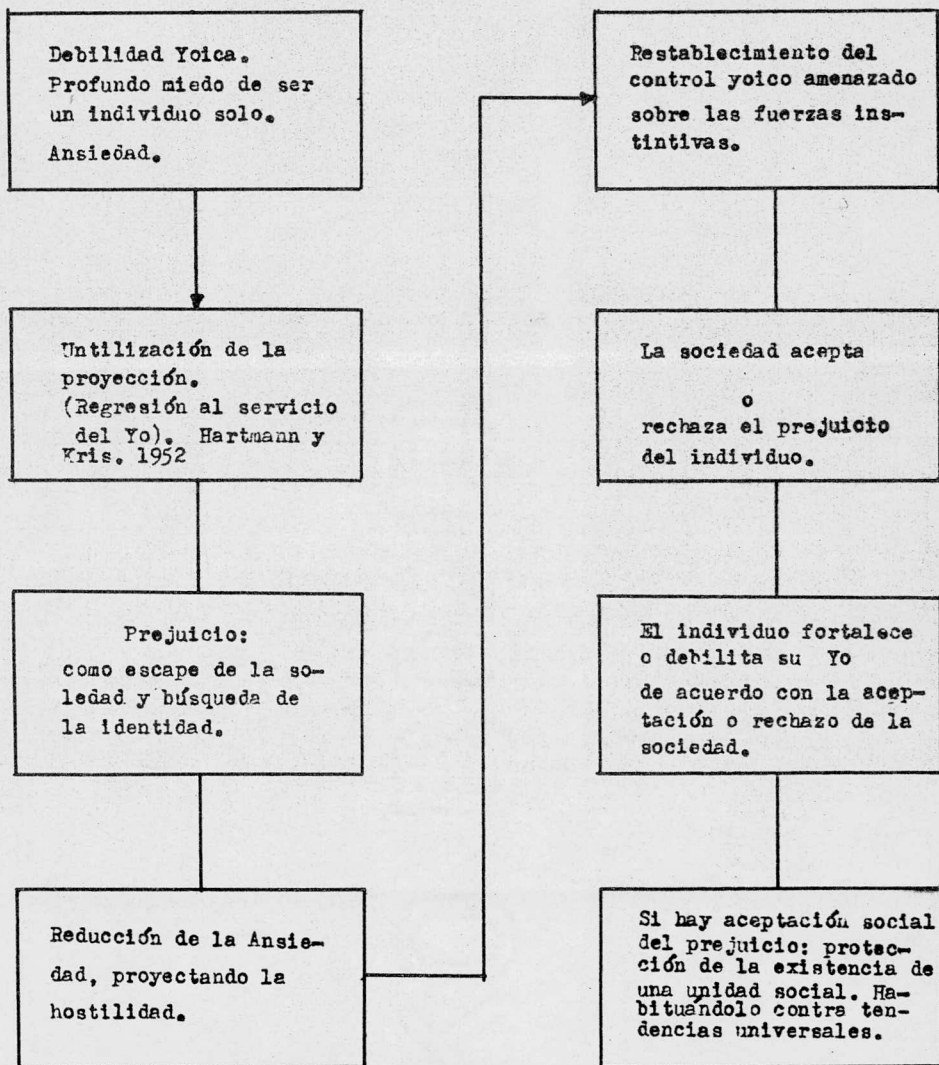 Debilidad Yoica.
Profundo miedo de ser
un individuo solo.
Ansiedad.
Untilización de la
proyección.
(Regresión al servicio
del Yo). Hartmann y
Kris. 1952
Prejuicio:
como escape de la so-
ledad y búsqueda de
la identidad.
Reducción de la Ansie-
dad, proyectando la
hostilidad.
Restablecimiento del
control yoico amenazado
sobre las fuerzas ins-
tintivas.
La sociedad acepta
o
rechaza el prejuicio
del individuo.
El individuo fortalece
o debilita su Yo
de acuerdo con la acep-
tación o rechazo de la
sociedad.
Si hay aceptación social
del prejuicio: protec-
ción de la existencia de
una unidad social. Ha-
bituándolo contra ten-
dencias universales.